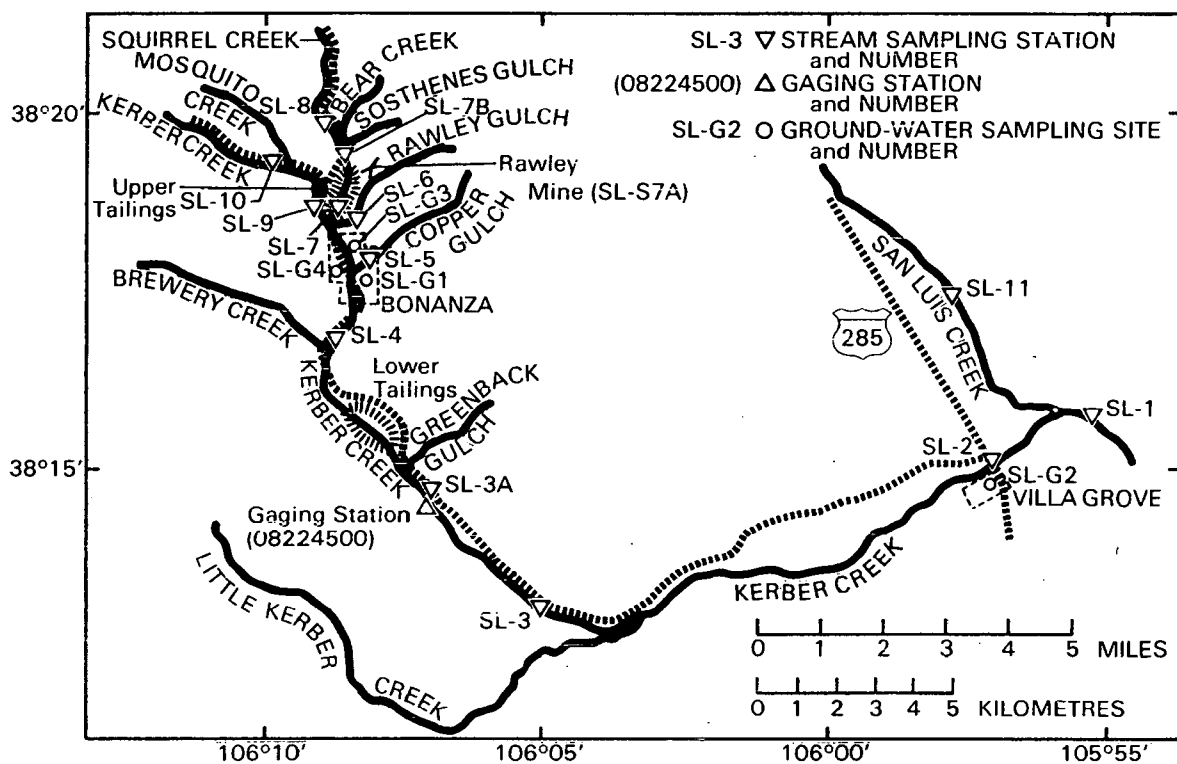 SL-3 ▽ STREAM SAMPLING STATION
and NUMBER
(08224500) △ GAGING STATION
and NUMBER
SL-G2 ○ GROUND-WATER SAMPLING SITE
and NUMBER
SQUIRREL CREEK
BEAR CREEK
MOSQUITO
CREEK
SL-8
SOSTHENES GULCH
SL-7B
KERBER CREEK
RAWLEY GULCH
Rawley
Mine (SL-S7A)
Upper
Tailings
SL-10
SL-9
SL-6
SL-G3
SL-7
COPPER
GULCH
SL-5
SL-G4
SL-G1
BONANZA
BREWERY CREEK
SL-4
KERBER CREEK
Lower
Tailings
GREENBACK
GULCH
SL-3A
Gaging Station
(08224500)
LITTLE KERBER
CREEK
SL-3
KERBER CREEK
SAN LUIS CREEK
SL-11
285
SL-1
SL-2
SL-G2
VILLA GROVE
0 1 2 3 4 5 MILES
0 1 2 3 4 5 KILOMETRES
38°20'
38°15'
106°10' 106°05' 106°00' 105°55'